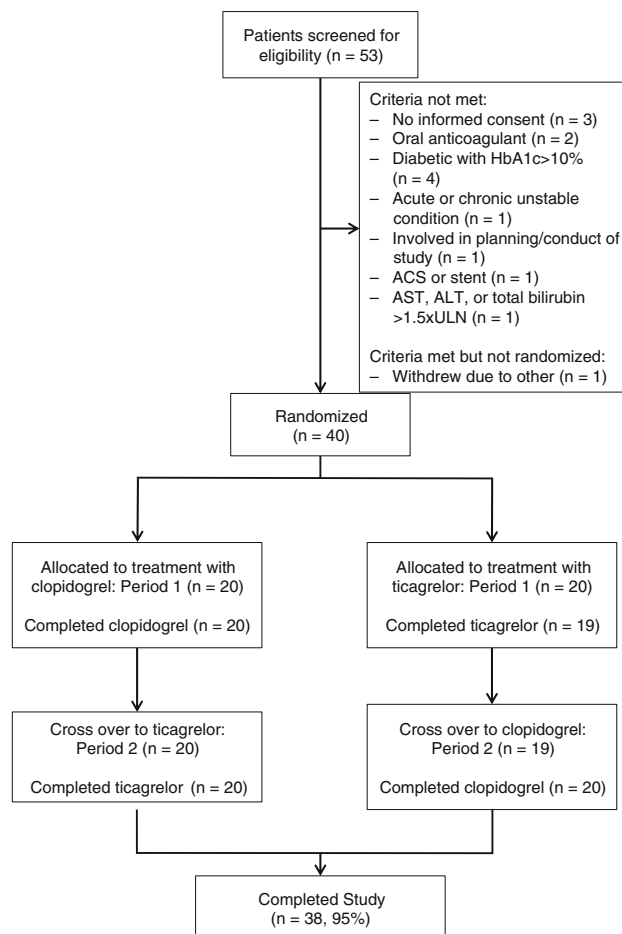 Patients screened for
eligibility (n = 53)
Criteria not met:
– No informed consent (n = 3)
– Oral anticoagulant (n = 2)
– Diabetic with HbA1c>10%
(n = 4)
– Acute or chronic unstable
condition (n = 1)
– Involved in planning/conduct of
study (n = 1)
– ACS or stent (n = 1)
– AST, ALT, or total bilirubin
>1.5xULN (n = 1)
Criteria met but not randomized:
– Withdrew due to other (n = 1)
Randomized
(n = 40)
Allocated to treatment with
clopidogrel: Period 1 (n = 20)
Completed clopidogrel (n = 20)
Allocated to treatment with
ticagrelor: Period 1 (n = 20)
Completed ticagrelor (n = 19)
Cross over to ticagrelor:
Period 2 (n = 20)
Completed ticagrelor (n = 20)
Cross over to clopidogrel:
Period 2 (n = 19)
Completed clopidogrel (n = 20)
Completed Study
(n = 38, 95%)